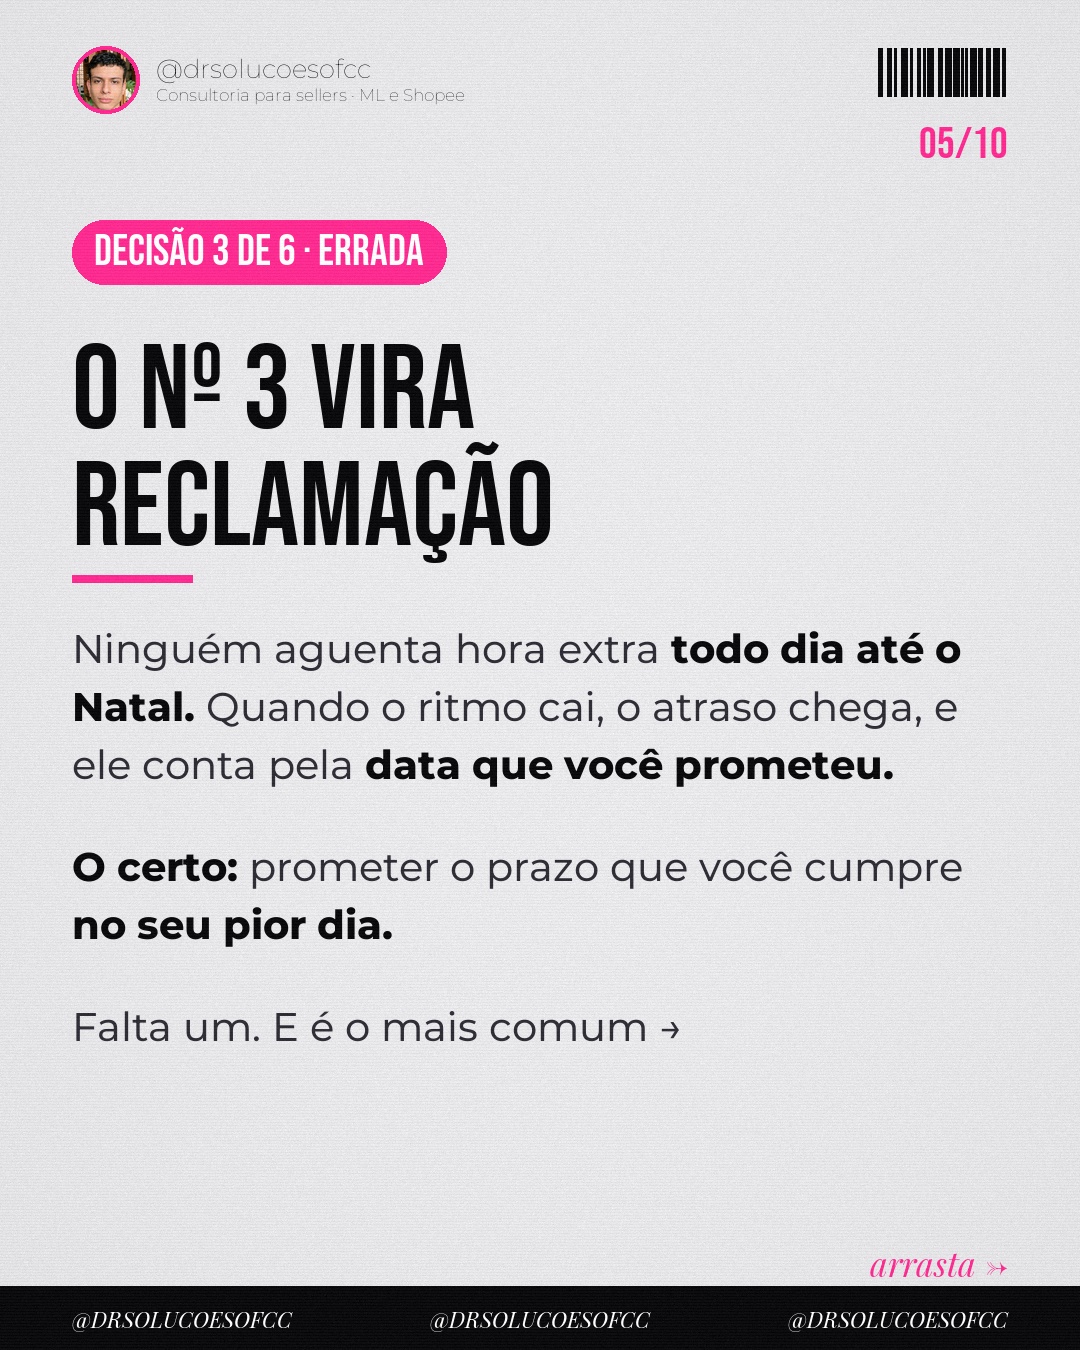 @drsolucoesofcc
Consultoria para sellers · ML e Shopee
05/10
DECISÃO 3 DE 6 · ERRADA
O Nº 3 VIRA
RECLAMAÇÃO
Ninguém aguenta hora extra todo dia até o
Natal. Quando o ritmo cai, o atraso chega, e
ele conta pela data que você prometeu.
O certo: prometer o prazo que você cumpre
no seu pior dia.
Falta um. E é o mais comum →
arrasta ➳
@DRSOLUCOESOFCC @DRSOLUCOESOFCC @DRSOLUCOESOFCC